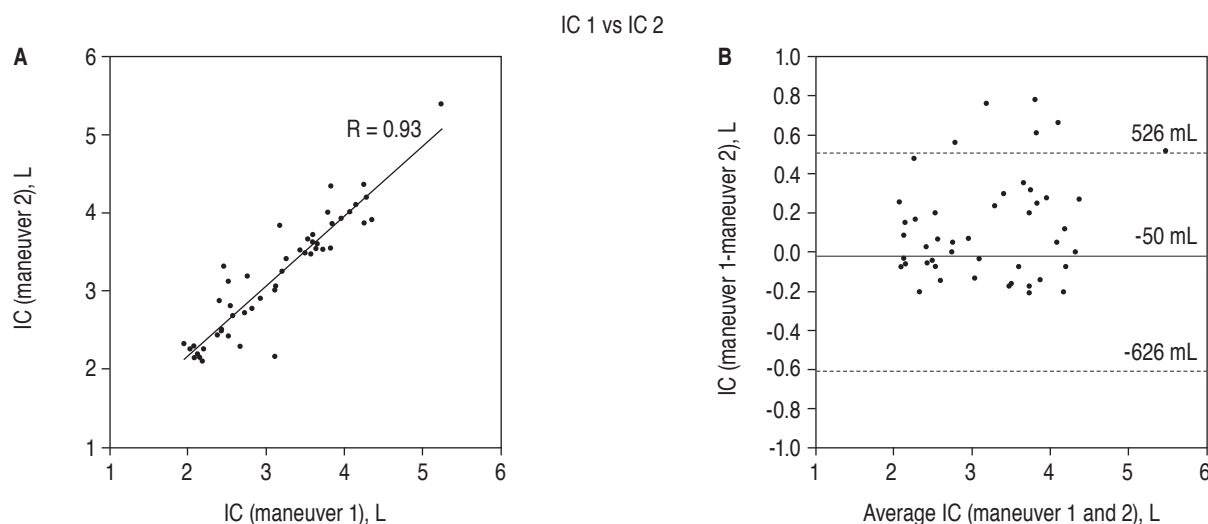 IC 1 vs IC 2
A
6
5
4
3
2
1
IC (maneuver 2), L
R = 0.93
1 2 3 4 5 6
IC (maneuver 1), L
B
1.0
0.8
0.6
0.4
0.2
0.0
-0.2
-0.4
-0.6
-0.8
-1.0
IC (maneuver 1-maneuver 2), L
526 mL
-50 mL
-626 mL
1 2 3 4 5 6
Average IC (maneuver 1 and 2), L